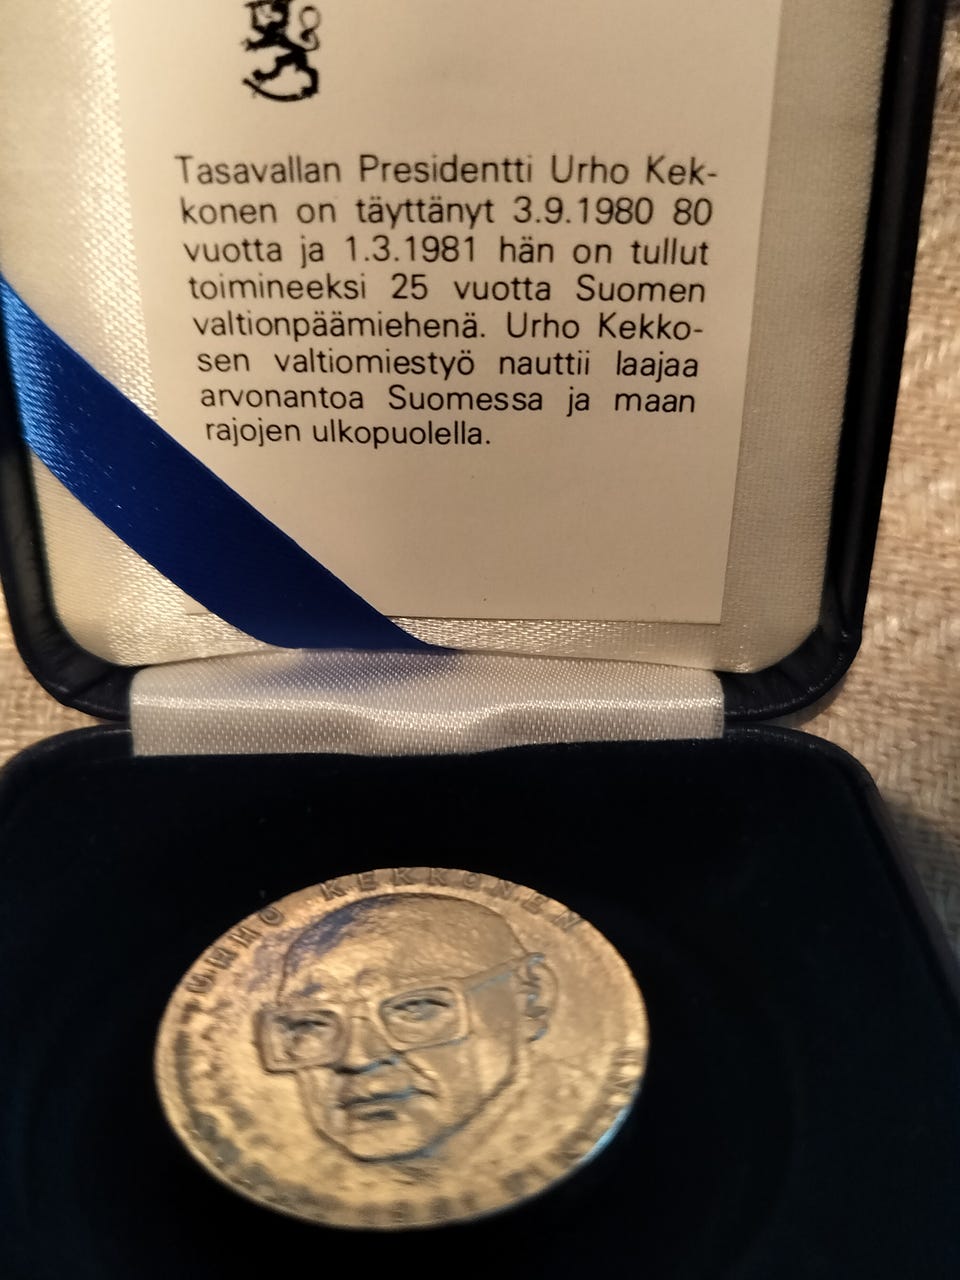 Tasavallan Presidentti Urho Kek-
konen on täyttänyt 3.9.1980 80
vuotta ja 1.3.1981 hän on tullut
toimineeksi 25 vuotta Suomen
valtionpäämiehenä. Urho Kekko-
sen valtiomiestyö nauttii laajaa
arvonantoa Suomessa ja maan
rajojen ulkopuolella.
URHO KEKKONEN